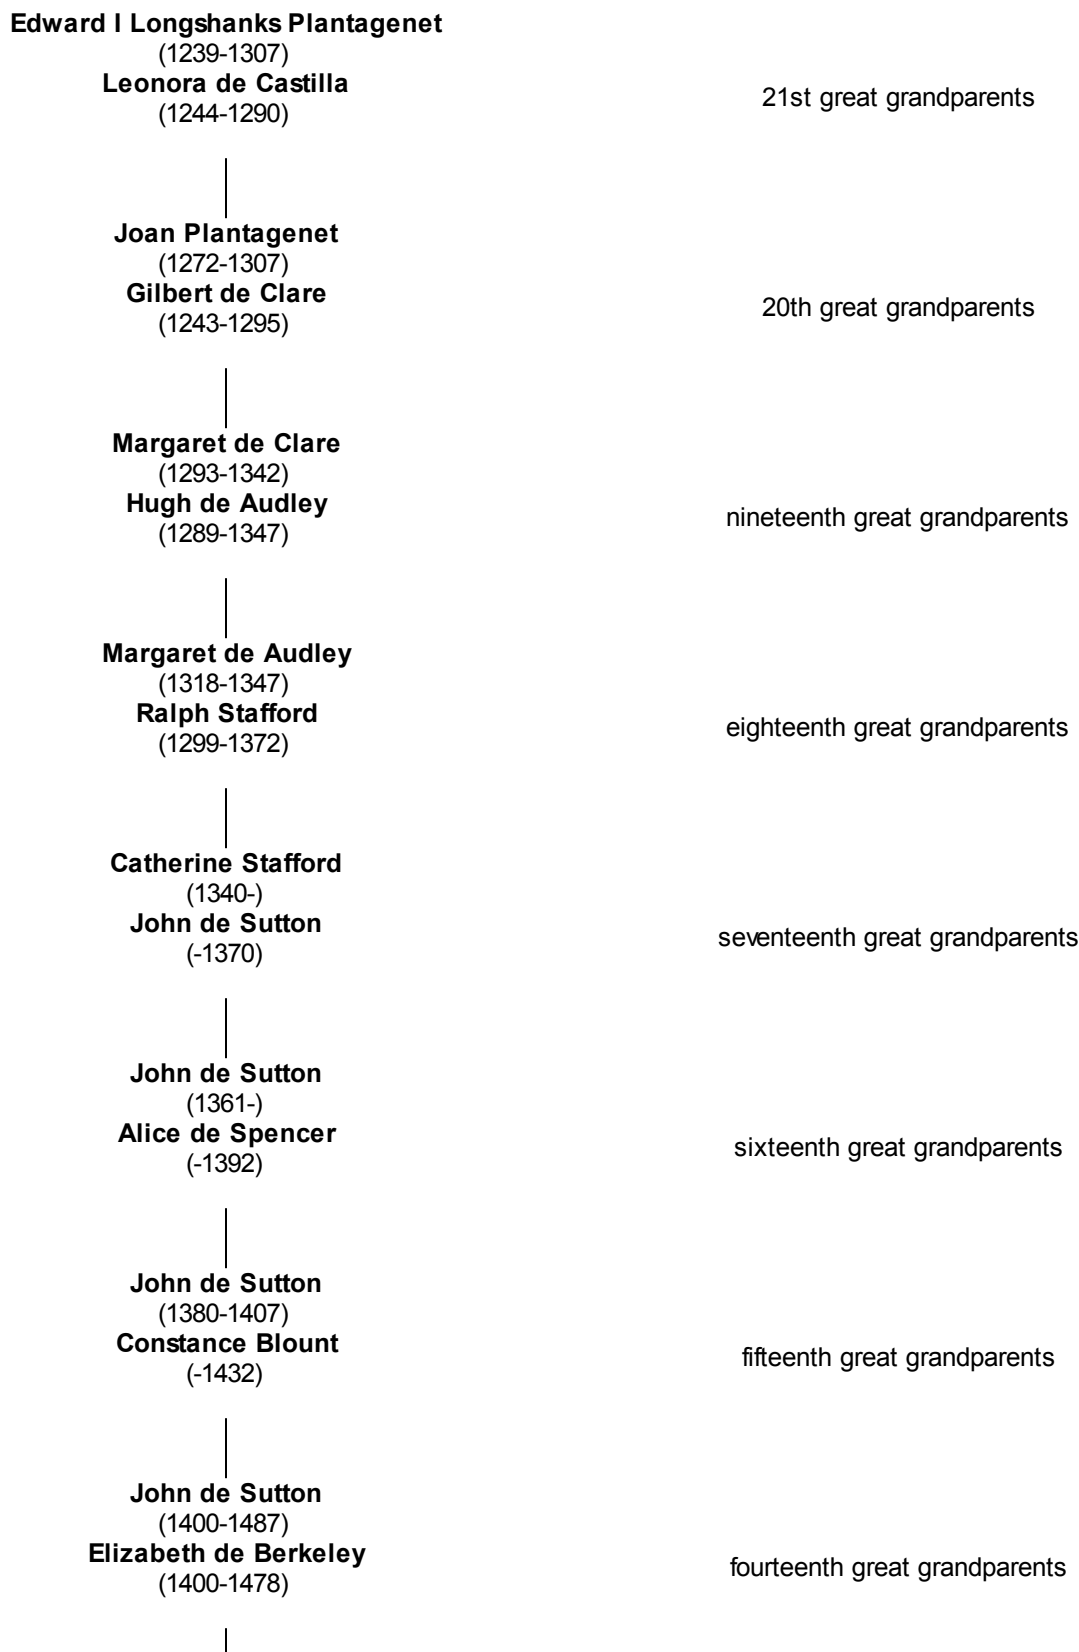 Edward I Longshanks Plantagenet
(1239-1307)
Leonora de Castilla
(1244-1290)
21st great grandparents
Joan Plantagenet
(1272-1307)
Gilbert de Clare
(1243-1295)
20th great grandparents
Margaret de Clare
(1293-1342)
Hugh de Audley
(1289-1347)
nineteenth great grandparents
Margaret de Audley
(1318-1347)
Ralph Stafford
(1299-1372)
eighteenth great grandparents
Catherine Stafford
(1340-)
John de Sutton
(-1370)
seventeenth great grandparents
John de Sutton
(1361-)
Alice de Spencer
(-1392)
sixteenth great grandparents
John de Sutton
(1380-1407)
Constance Blount
(-1432)
fifteenth great grandparents
John de Sutton
(1400-1487)
Elizabeth de Berkeley
(1400-1478)
fourteenth great grandparents